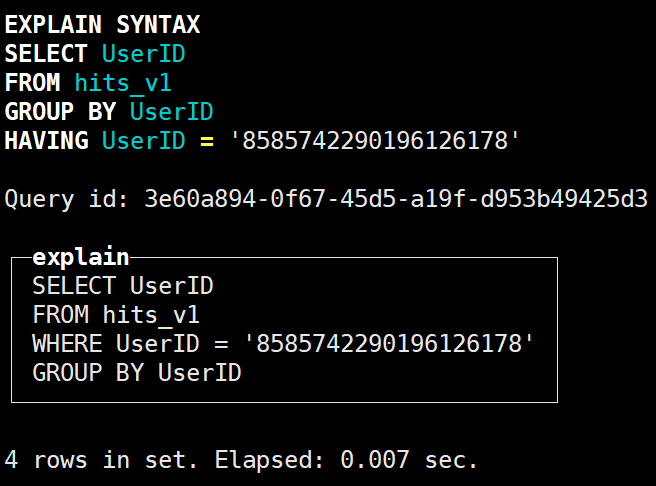 EXPLAIN SYNTAX
SELECT UserID
FROM hits_v1
GROUP BY UserID
HAVING UserID = '8585742290196126178'
Query id: 3e60a894-0f67-45d5-a19f-d953b49425d3
explain
SELECT UserID
FROM hits_v1
WHERE UserID = '8585742290196126178'
GROUP BY UserID
4 rows in set. Elapsed: 0.007 sec.